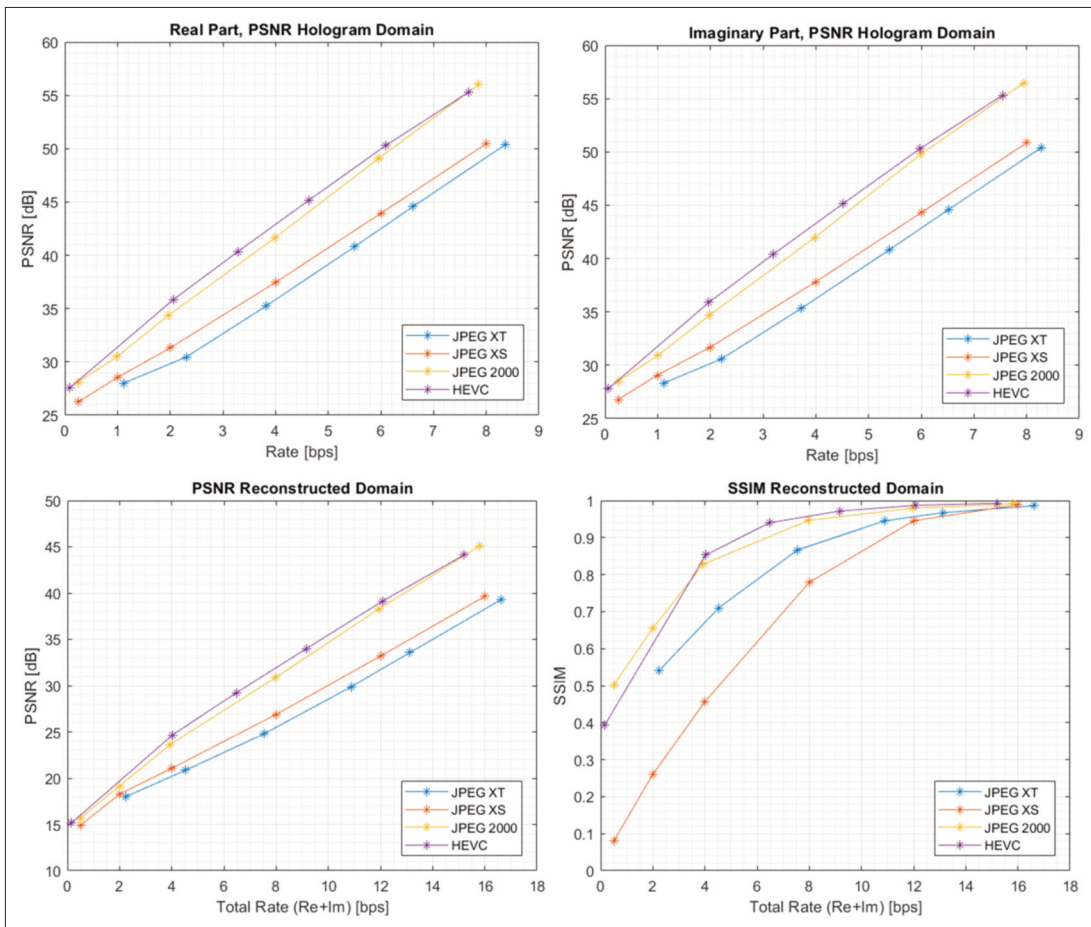 Real Part, PSNR Hologram Domain
60
55
50
45
40
35
30
25
PSNR [dB]
0 1 2 3 4 5 6 7 8 9
Rate [bps]
JPEG XT
JPEG XS
JPEG 2000
HEVC
Imaginary Part, PSNR Hologram Domain
60
55
50
45
40
35
30
25
PSNR [dB]
0 1 2 3 4 5 6 7 8 9
Rate [bps]
JPEG XT
JPEG XS
JPEG 2000
HEVC
PSNR Reconstructed Domain
50
45
40
35
30
25
20
15
10
PSNR [dB]
0 2 4 6 8 10 12 14 16 18
Total Rate (Re+Im) [bps]
JPEG XT
JPEG XS
JPEG 2000
HEVC
SSIM Reconstructed Domain
1
0.9
0.8
0.7
0.6
0.5
0.4
0.3
0.2
0.1
0
SSIM
0 2 4 6 8 10 12 14 16 18
Total Rate (Re+Im) [bps]
JPEG XT
JPEG XS
JPEG 2000
HEVC